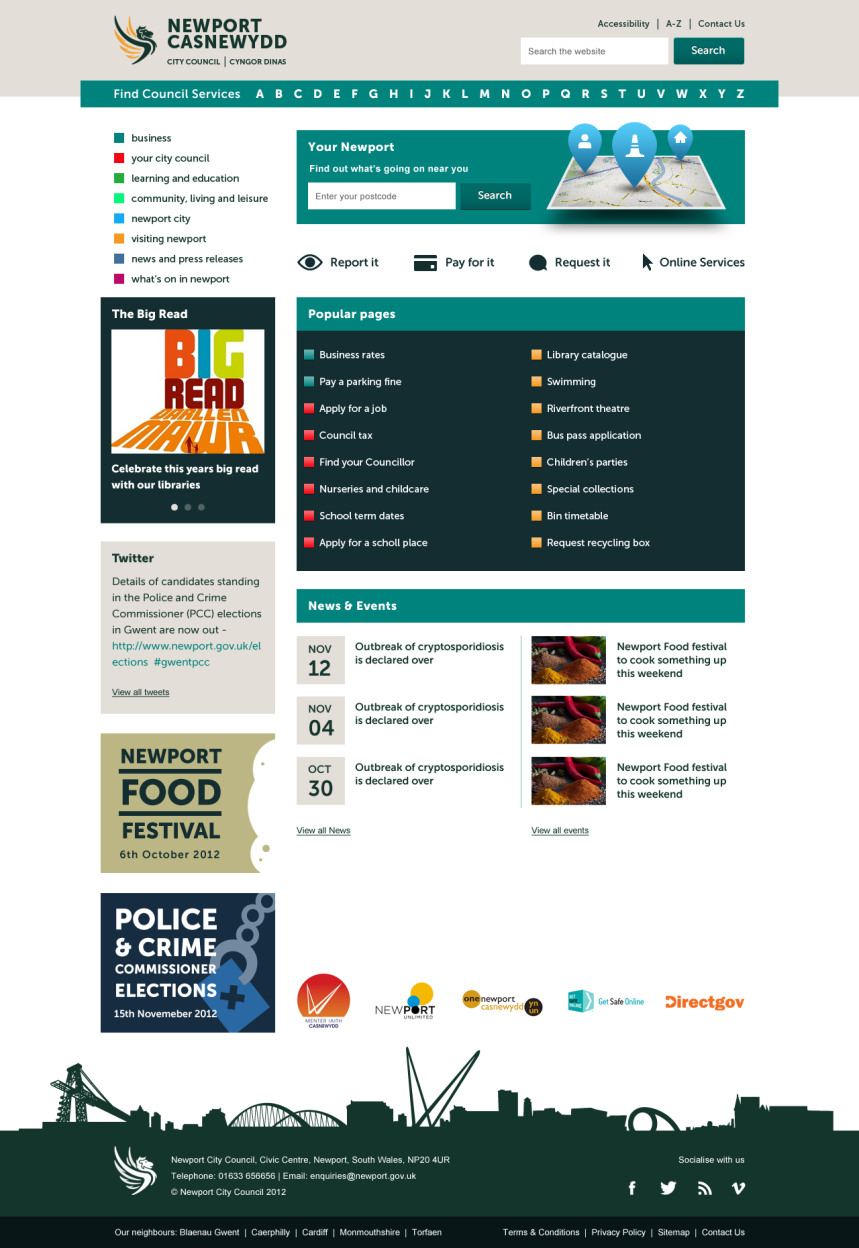 NEWPORT
CASNEWYDD
CITY COUNCIL | CYNGOR DINAS
Accessibility | A-Z | Contact Us
Search the website
Search
Find Council Services A B C D E F G H I J K L M N O P Q R S T U V W X Y Z
business
your city council
learning and education
community, living and leisure
newport city
visiting newport
news and press releases
what's on in newport
Your Newport
Find out what's going on near you
Enter your postcode
Search
Report it
Pay for it
Request it
Online Services
The Big Read
BIG
READ
DARLLEN
MAWR
Celebrate this years big read
with our libraries
Popular pages
Business rates
Pay a parking fine
Apply for a job
Council tax
Find your Councillor
Nurseries and childcare
School term dates
Apply for a scholl place
Library catalogue
Swimming
Riverfront theatre
Bus pass application
Children's parties
Special collections
Bin timetable
Request recycling box
Twitter
Details of candidates standing
in the Police and Crime
Commissioner (PCC) elections
in Gwent are now out -
http://www.newport.gov.uk/el
ections #gwentpcc
View all tweets
News & Events
NOV
12
Outbreak of cryptosporidiosis
is declared over
NOV
04
Outbreak of cryptosporidiosis
is declared over
OCT
30
Outbreak of cryptosporidiosis
is declared over
View all News
Newport Food festival
to cook something up
this weekend
Newport Food festival
to cook something up
this weekend
Newport Food festival
to cook something up
this weekend
View all events
NEWPORT
FOOD
FESTIVAL
6th October 2012
POLICE
& CRIME
COMMISSIONER
ELECTIONS
15th Novemeber 2012
MENTER IAITH
CASNEWYDD
NEWPORT
UNLIMITED
one newport
casnewydd yn
un
Get Safe Online
Directgov
Newport City Council, Civic Centre, Newport, South Wales, NP20 4UR
Telephone: 01633 656656 | Email: enquiries@newport.gov.uk
© Newport City Council 2012
Socialise with us
Our neighbours: Blaenau Gwent | Caerphilly | Cardiff | Monmouthshire | Torfaen
Terms & Conditions | Privacy Policy | Sitemap | Contact Us